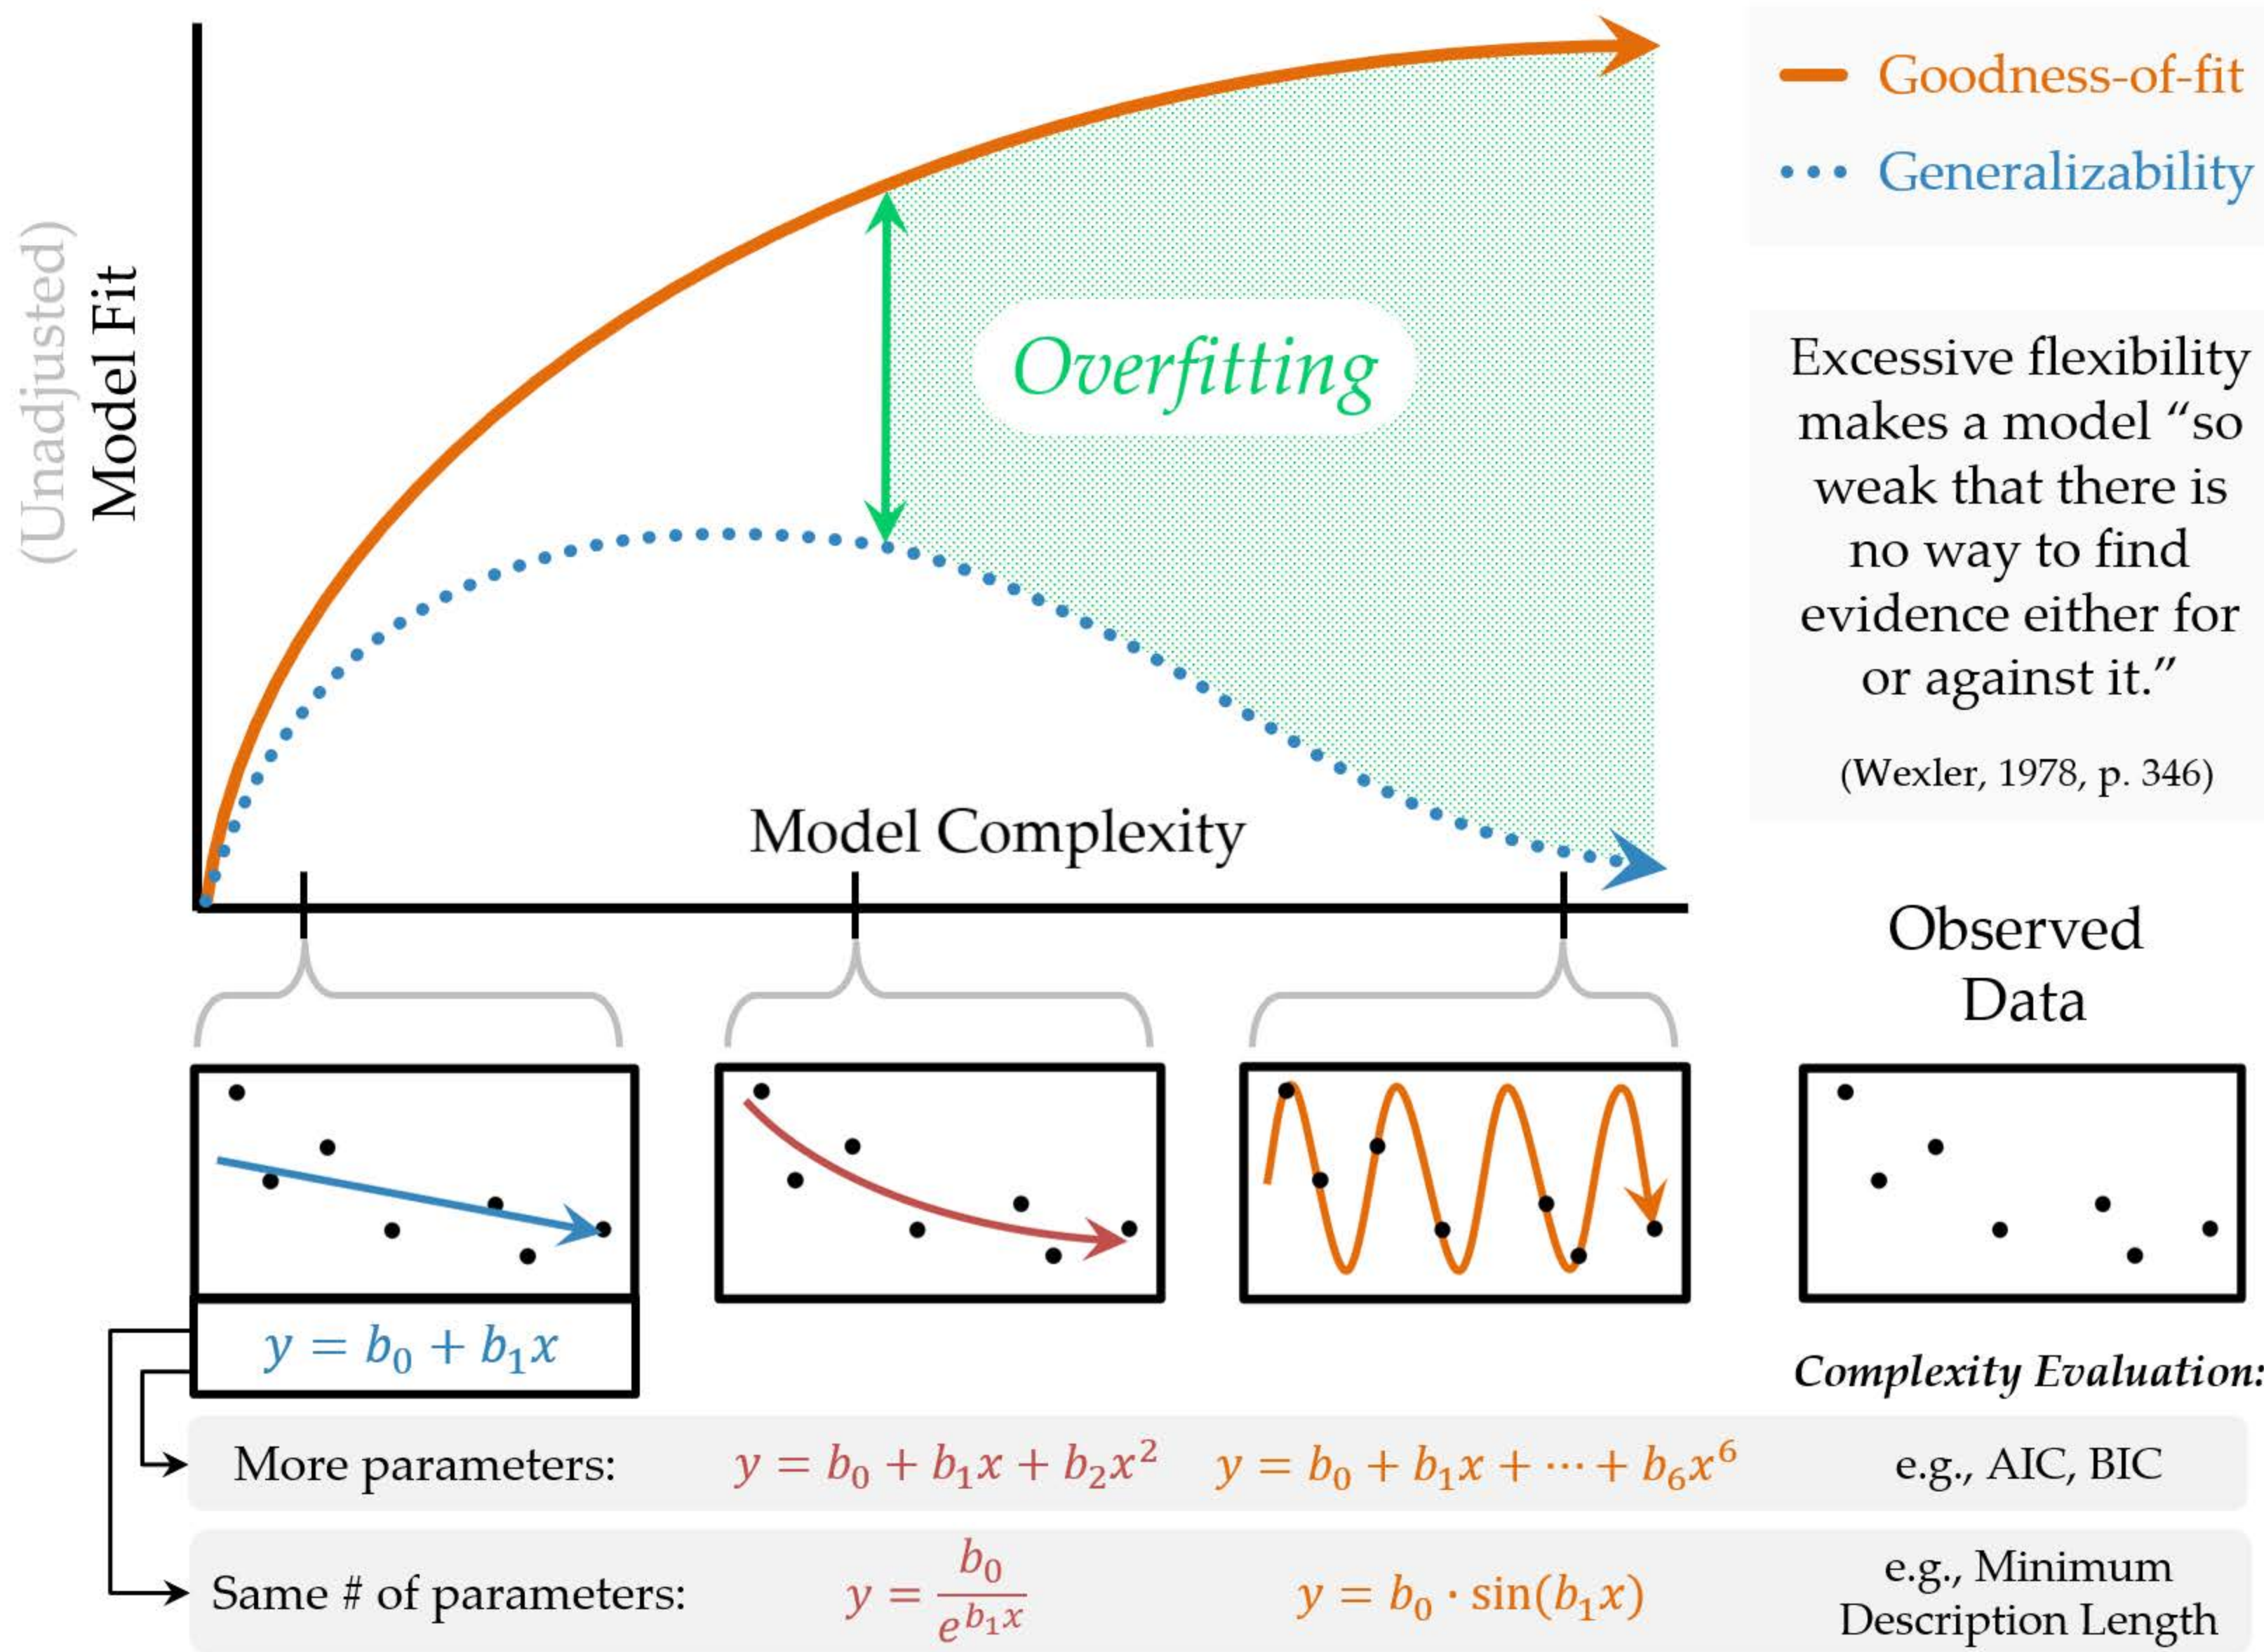 (Unadjusted)
Model Fit
Goodness-of-fit
Generalizability
Overfitting
Excessive flexibility
makes a model “so
weak that there is
no way to find
evidence either for
or against it.”
(Wexler, 1978, p. 346)
Model Complexity
Observed
Data
y = b₀ + b₁x
Complexity Evaluation:
More parameters: y = b₀ + b₁x + b₂x² y = b₀ + b₁x + ⋯ + b₆x⁶ e.g., AIC, BIC
Same # of parameters: y = b₀ / e^(b₁x) y = b₀ · sin(b₁x) e.g., Minimum
Description Length